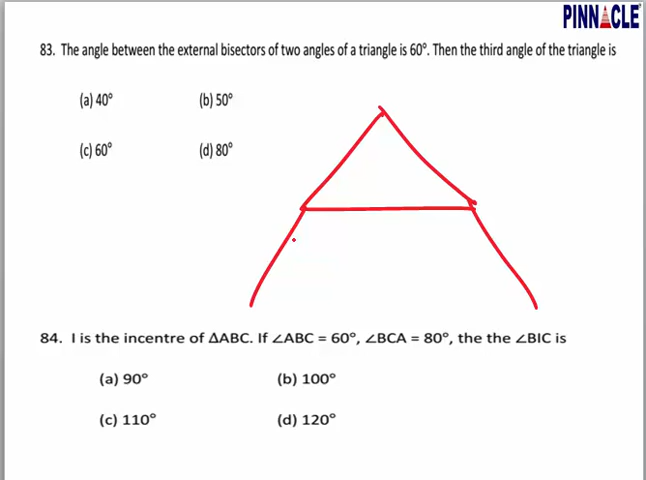 PINNACLE
83. The angle between the external bisectors of two angles of a triangle is 60°. Then the third angle of the triangle is
(a) 40° (b) 50°
(c) 60° (d) 80°
84. I is the incentre of ΔABC. If ∠ABC = 60°, ∠BCA = 80°, the the ∠BIC is
(a) 90° (b) 100°
(c) 110° (d) 120°